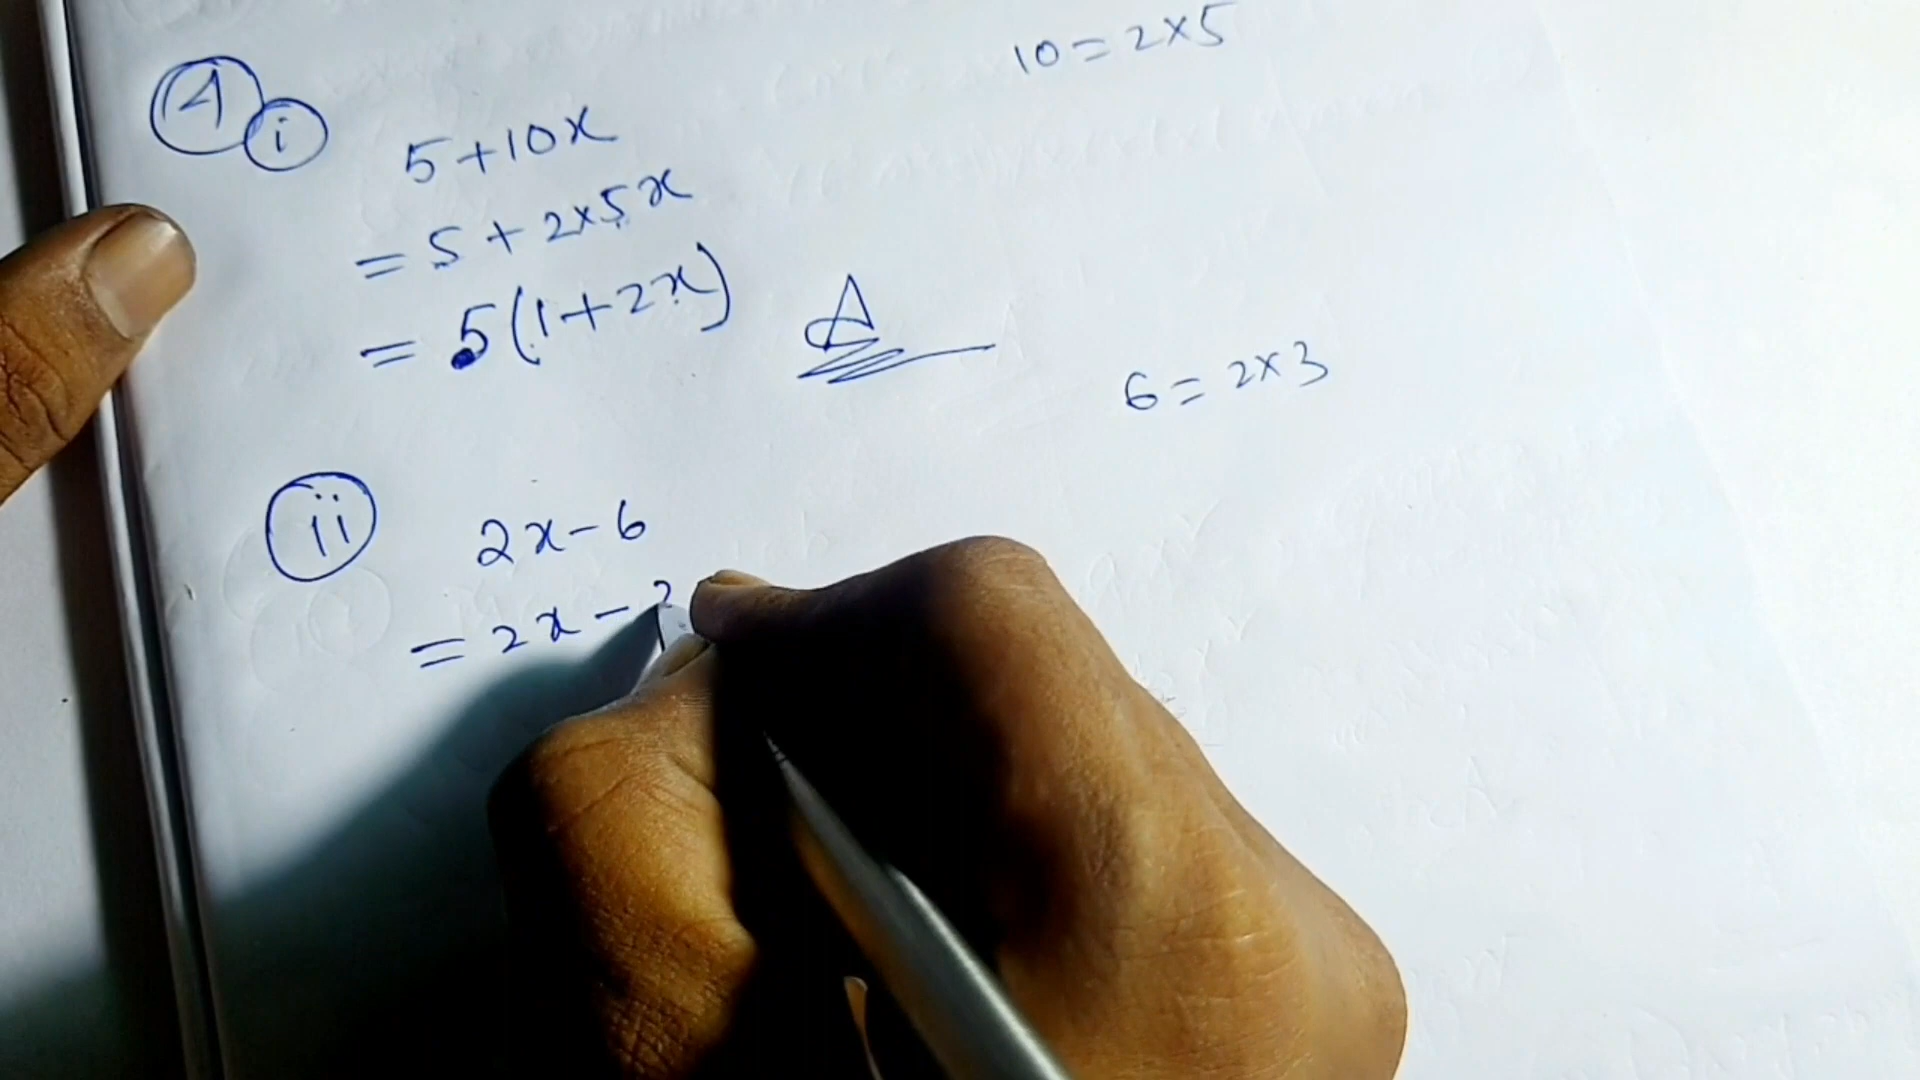 10 = 2×5
4 i 5+10x
= 5 + 2×5x
= 5(1+2x) A
6 = 2×3
ii 2x-6
= 2x - 2